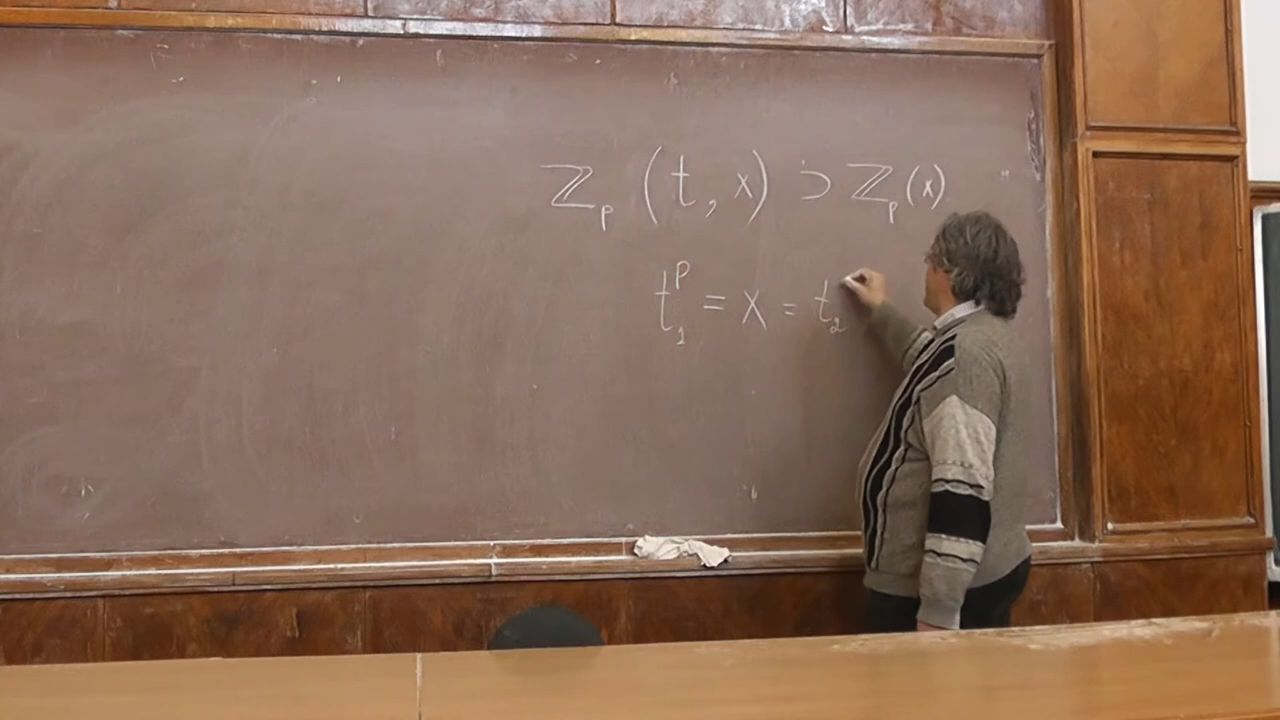 ℤ_p (t, x) ⊃ ℤ_p(x)
t_1^p = x = t_2